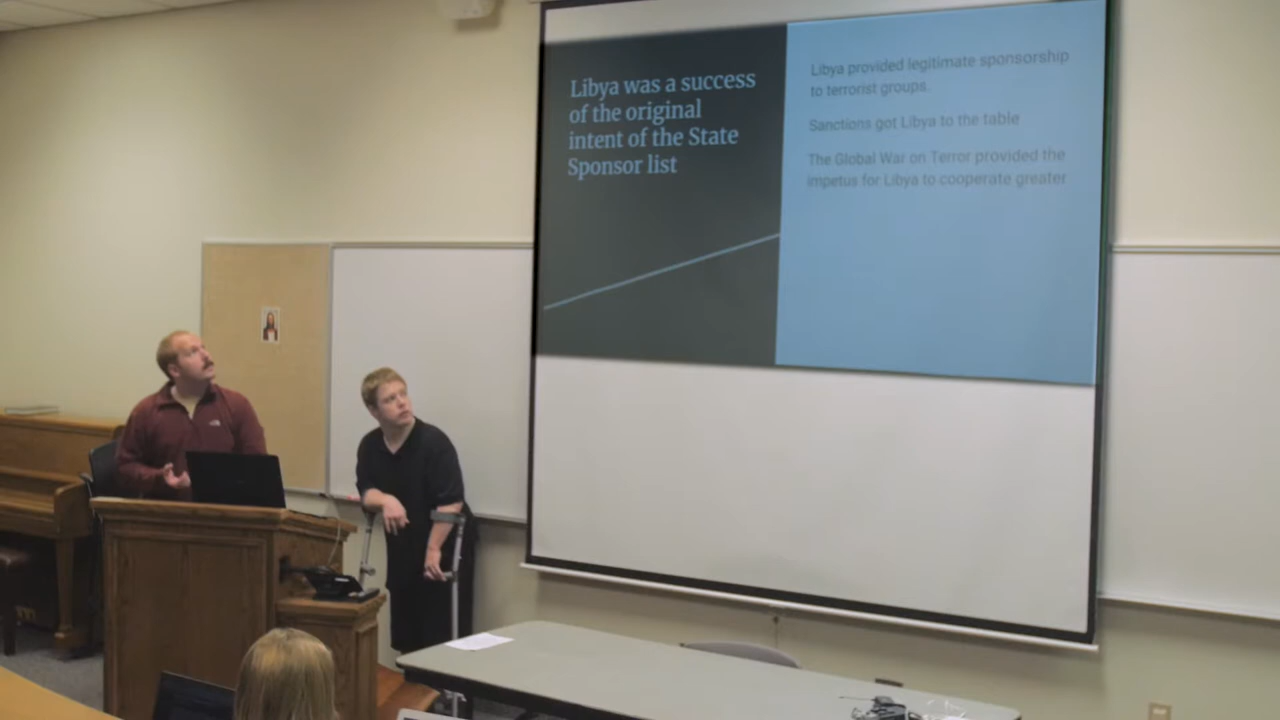 Libya was a success
of the original
intent of the State
Sponsor list
Libya provided legitimate sponsorship
to terrorist groups.
Sanctions got Libya to the table
The Global War on Terror provided the
impetus for Libya to cooperate greater